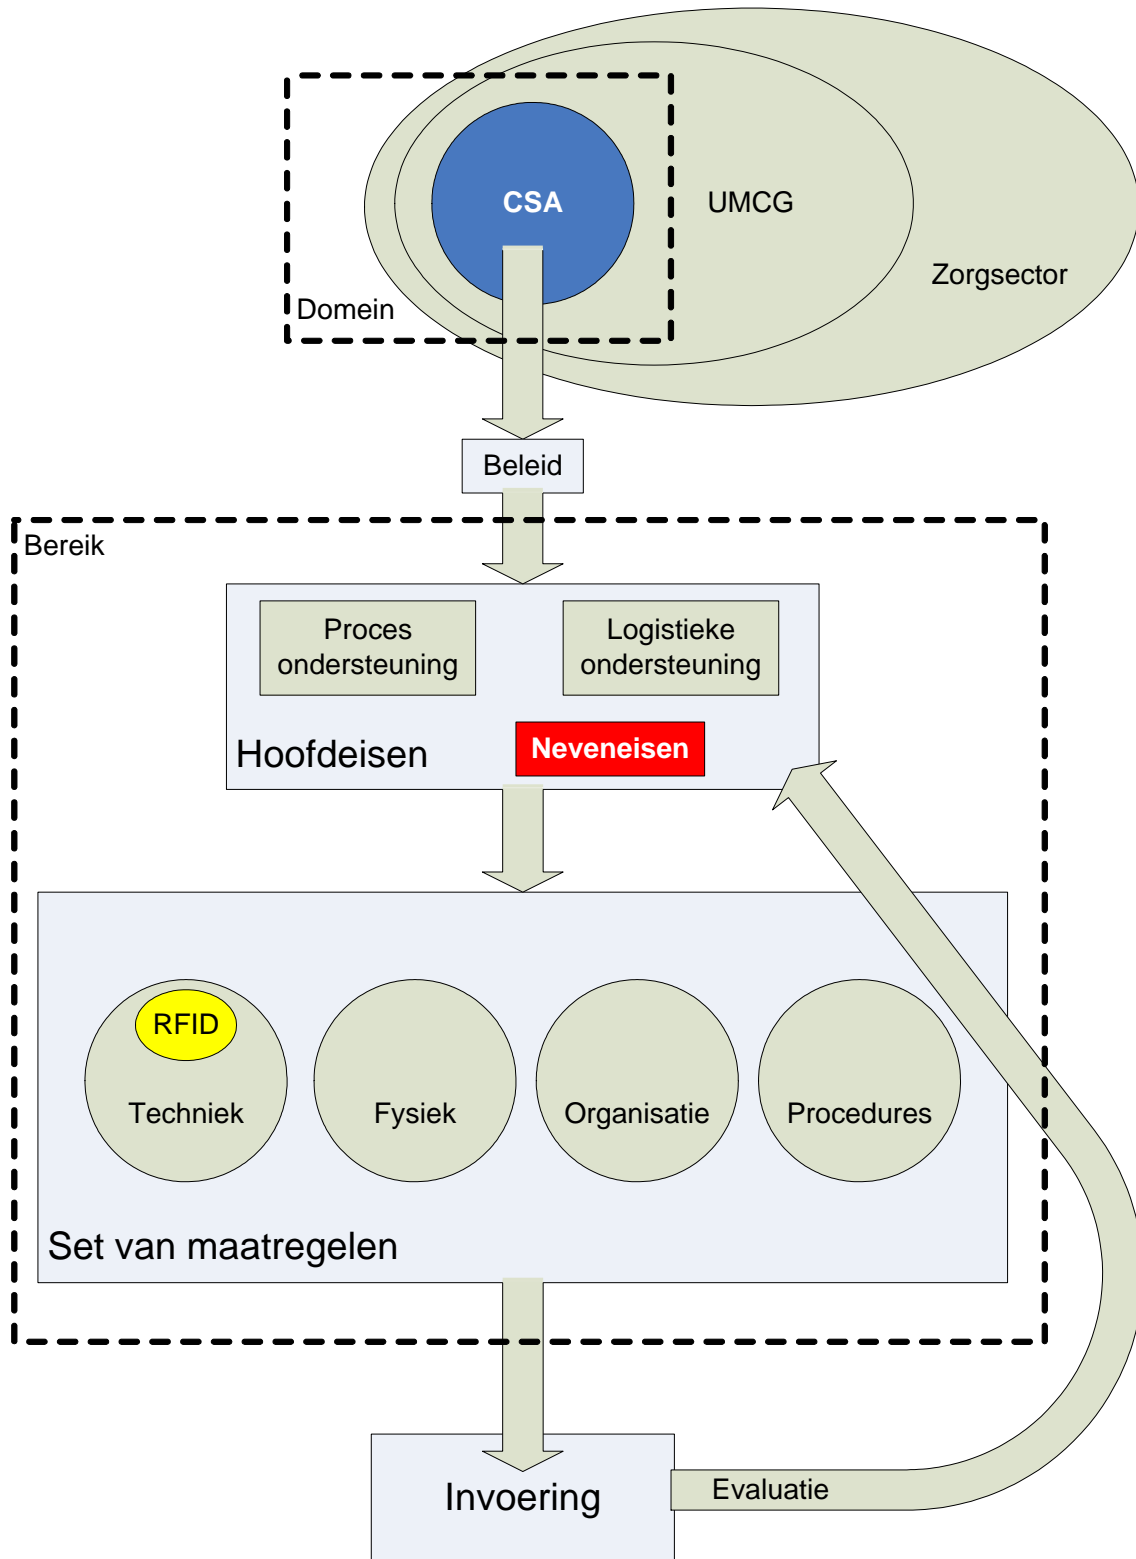 CSA
UMCG
Zorgsector
Domein
Beleid
Bereik
Proces
ondersteuning
Logistieke
ondersteuning
Hoofdeisen
Neveneisen
RFID
Techniek
Fysiek
Organisatie
Procedures
Set van maatregelen
Invoering
Evaluatie